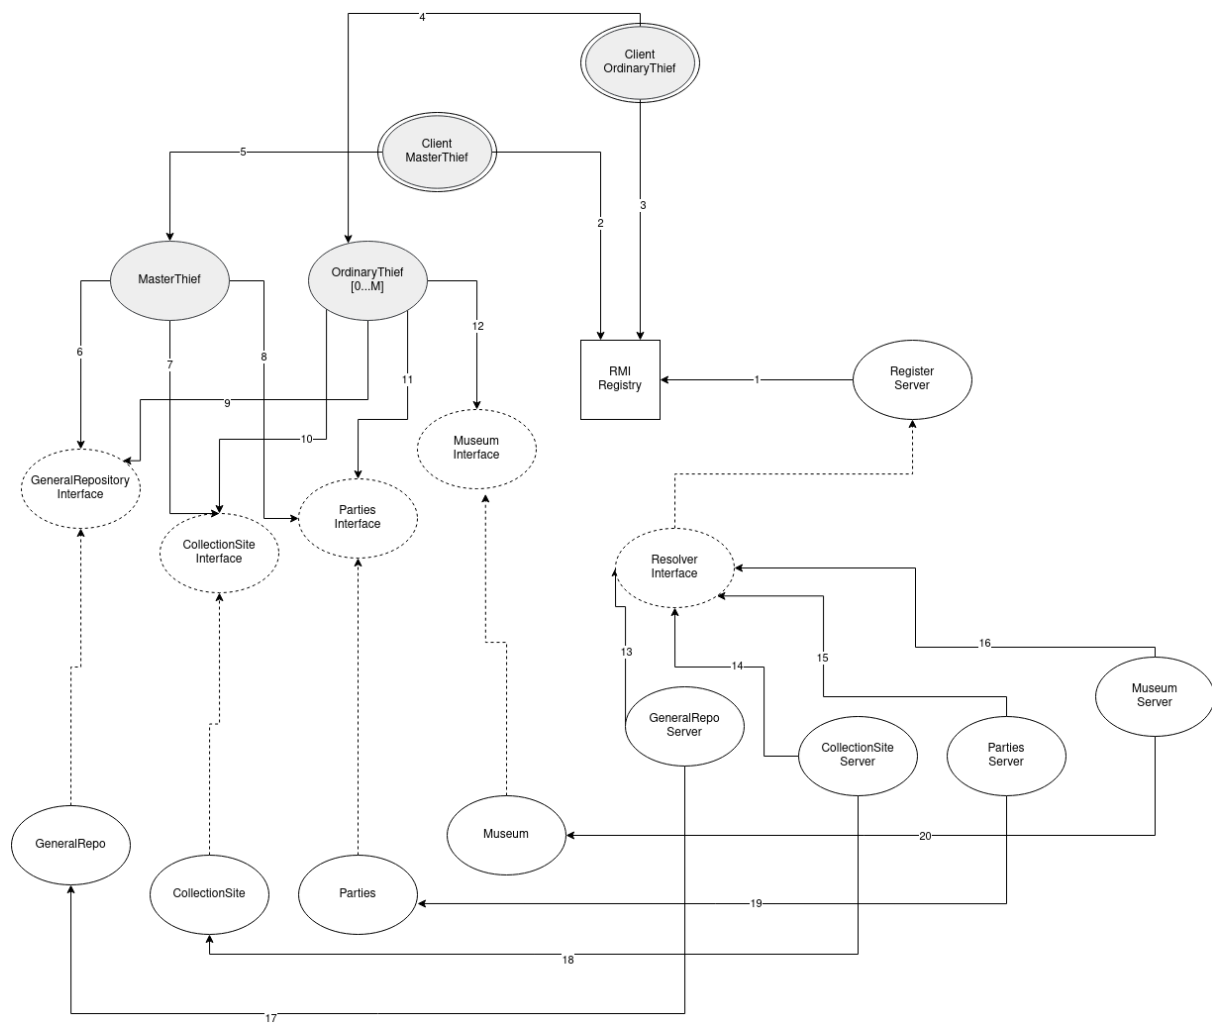 4
Client
OrdinaryThief
Client
MasterThief
5
3
2
MasterThief
OrdinaryThief
[0...M]
12
6
7
8
11
RMI
Registry
1
Register
Server
9
10
Museum
Interface
GeneralRepository
Interface
Parties
Interface
CollectionSite
Interface
Resolver
Interface
13
14
15
16
GeneralRepo
Server
CollectionSite
Server
Parties
Server
Museum
Server
GeneralRepo
Museum
20
CollectionSite
Parties
19
18
17